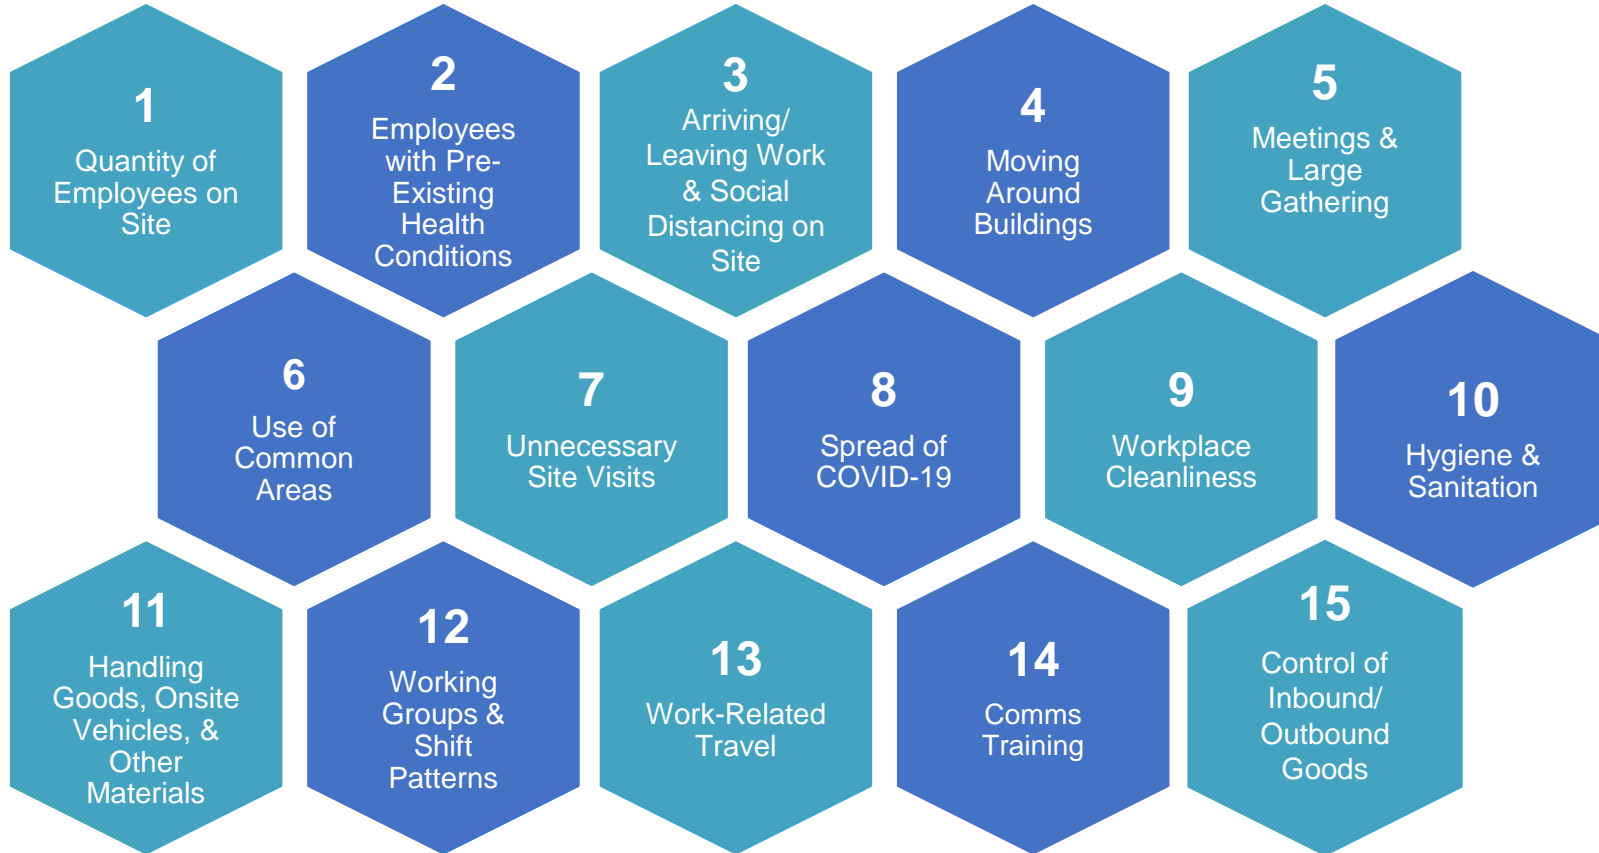 1
Quantity of
Employees on
Site
2
Employees
with Pre-
Existing
Health
Conditions
3
Arriving/
Leaving Work
& Social
Distancing on
Site
4
Moving
Around
Buildings
5
Meetings &
Large
Gathering
6
Use of
Common
Areas
7
Unnecessary
Site Visits
8
Spread of
COVID-19
9
Workplace
Cleanliness
10
Hygiene &
Sanitation
11
Handling
Goods, Onsite
Vehicles, &
Other
Materials
12
Working
Groups &
Shift
Patterns
13
Work-Related
Travel
14
Comms
Training
15
Control of
Inbound/
Outbound
Goods